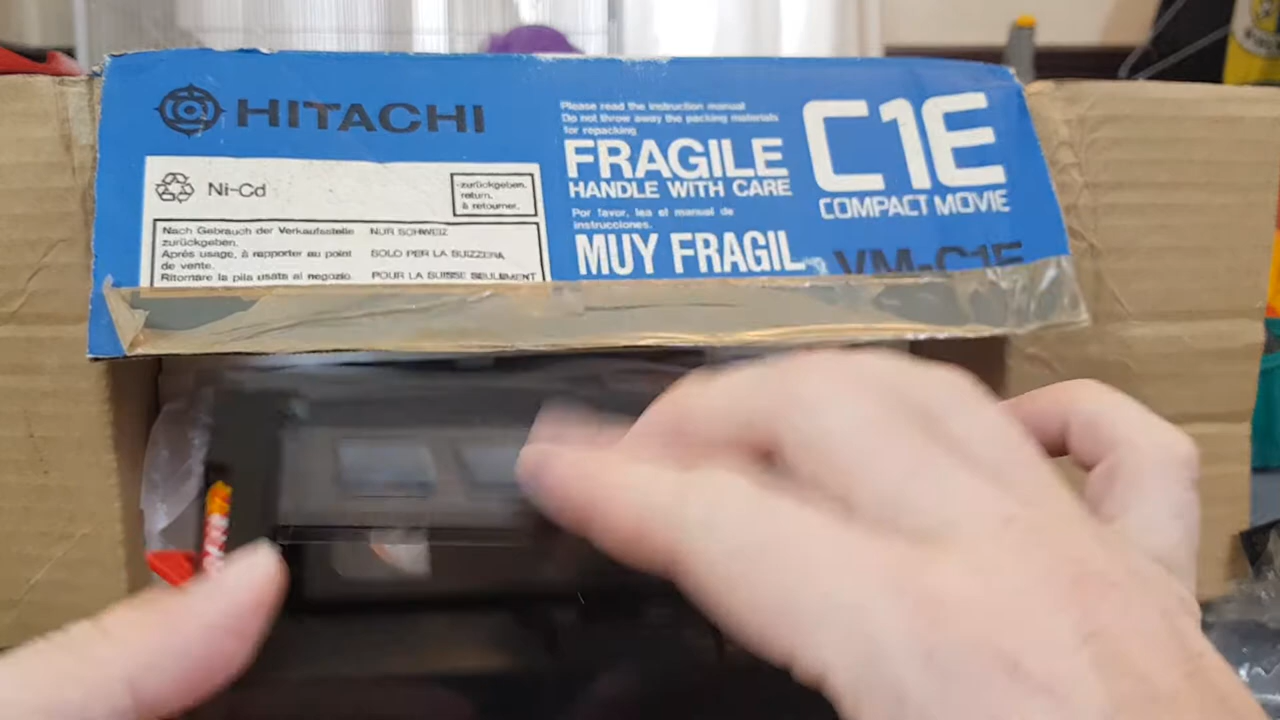 HITACHI
Please read the instruction manual
Do not throw away the packing materials
for repacking
FRAGILE
HANDLE WITH CARE
Por favor, lea el manual de
instrucciones.
MUY FRAGIL
C1E
COMPACT MOVIE
VM-C1E
Ni-Cd
zurückgeben.
return.
à retourner.
Nach Gebrauch der Verkaufsstelle
zurückgeben.
Après usage, à rapporter au point
de vente.
Ritornare la pila usata al negozio.
NUR SCHWEIZ
SOLO PER LA SUIZZERA
POUR LA SUISSE SEULEMENT